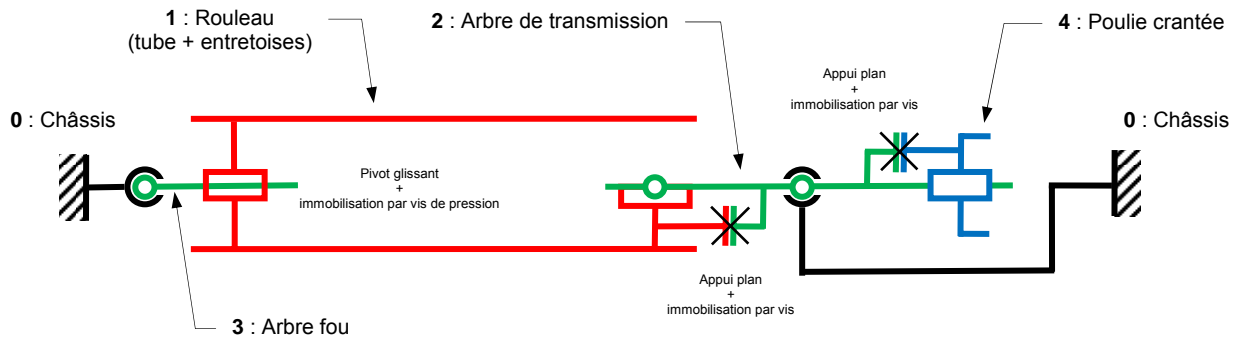 1 : Rouleau
(tube + entretoises)
2 : Arbre de transmission
4 : Poulie crantée
Appui plan
+
immobilisation par vis
0 : Châssis
0 : Châssis
Pivot glissant
+
immobilisation par vis de pression
Appui plan
+
immobilisation par vis
3 : Arbre fou